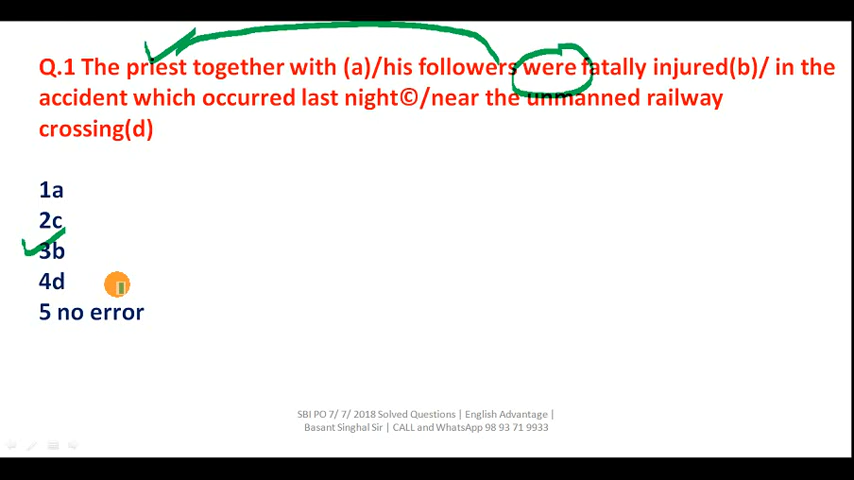 Q.1 The priest together with (a)/his followers were fatally injured(b)/ in the
accident which occurred last night©/near the unmanned railway
crossing(d)
1a
2c
3b
4d
5 no error
SBI PO 7/ 7/ 2018 Solved Questions | English Advantage |
Basant Singhal Sir | CALL and WhatsApp 98 93 71 9933